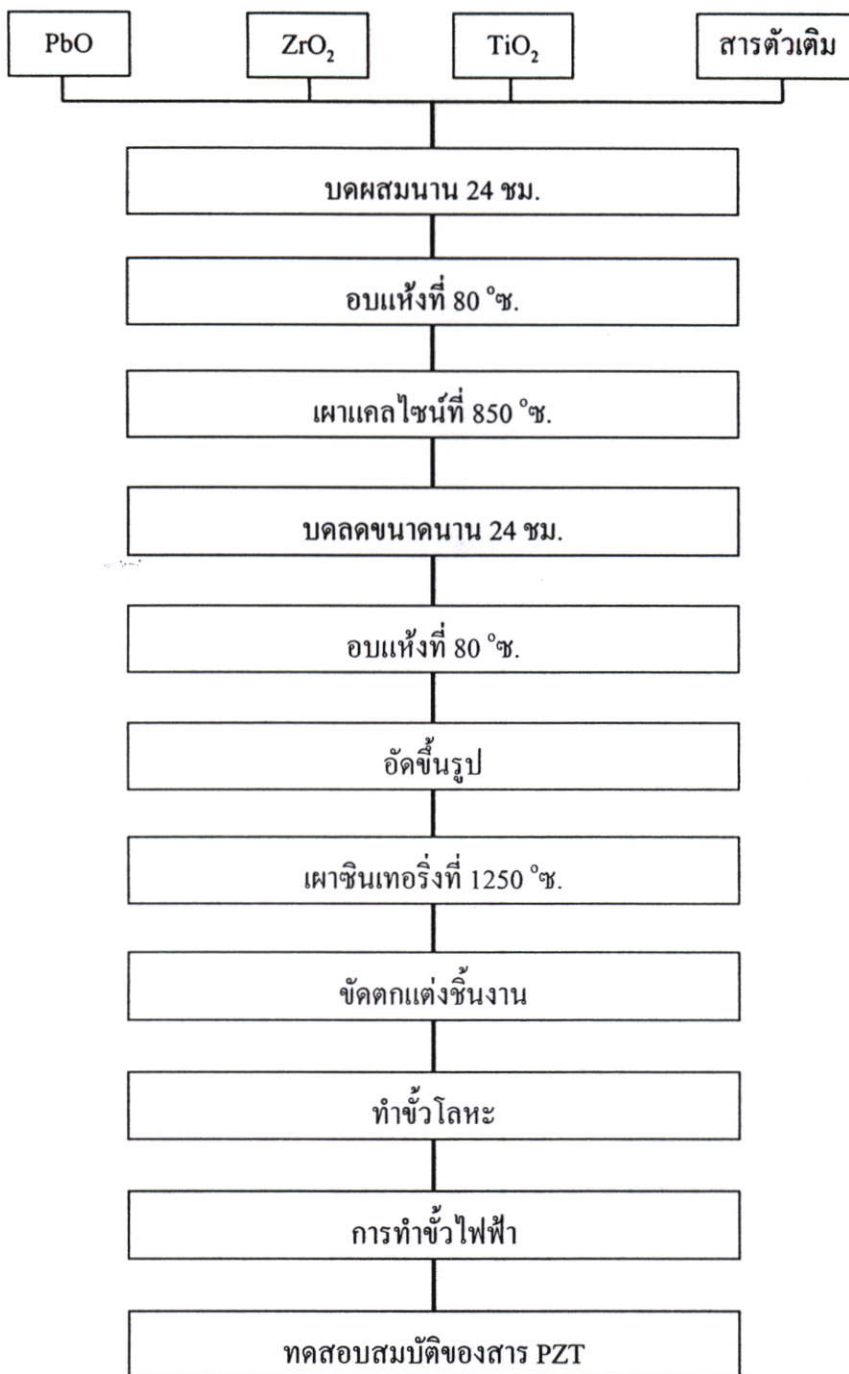 PbO
ZrO₂
TiO₂
สารตัวเติม
บดผสมนาน 24 ชม.
อบแห้งที่ 80 °ซ.
เผาแคลไซน์ที่ 850 °ซ.
บดลดขนาดนาน 24 ชม.
อบแห้งที่ 80 °ซ.
อัดขึ้นรูป
เผาซินเทอริ่งที่ 1250 °ซ.
ขัดตกแต่งชิ้นงาน
ทำขั้วโลหะ
การทำขั้วไฟฟ้า
ทดสอบสมบัติของสาร PZT